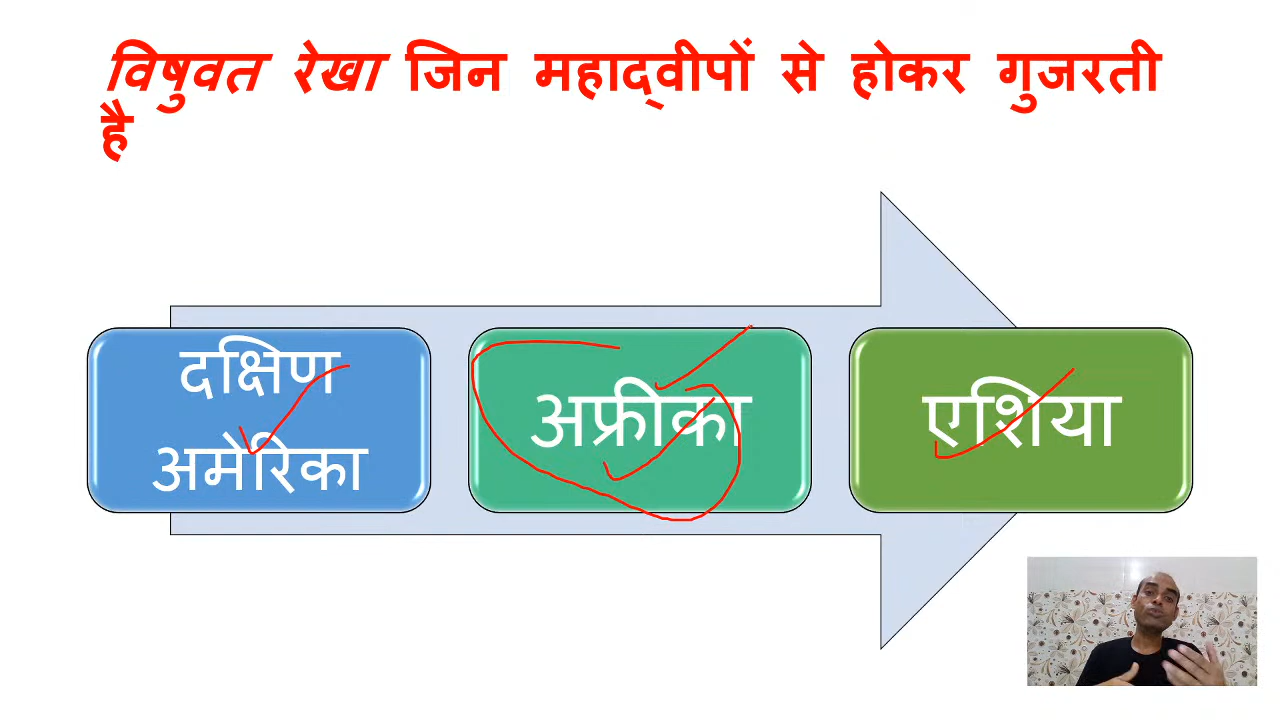 विषुवत रेखा जिन महाद्वीपों से होकर गुजरती
है
दक्षिण
अमेरिका
अफ्रीका
एशिया